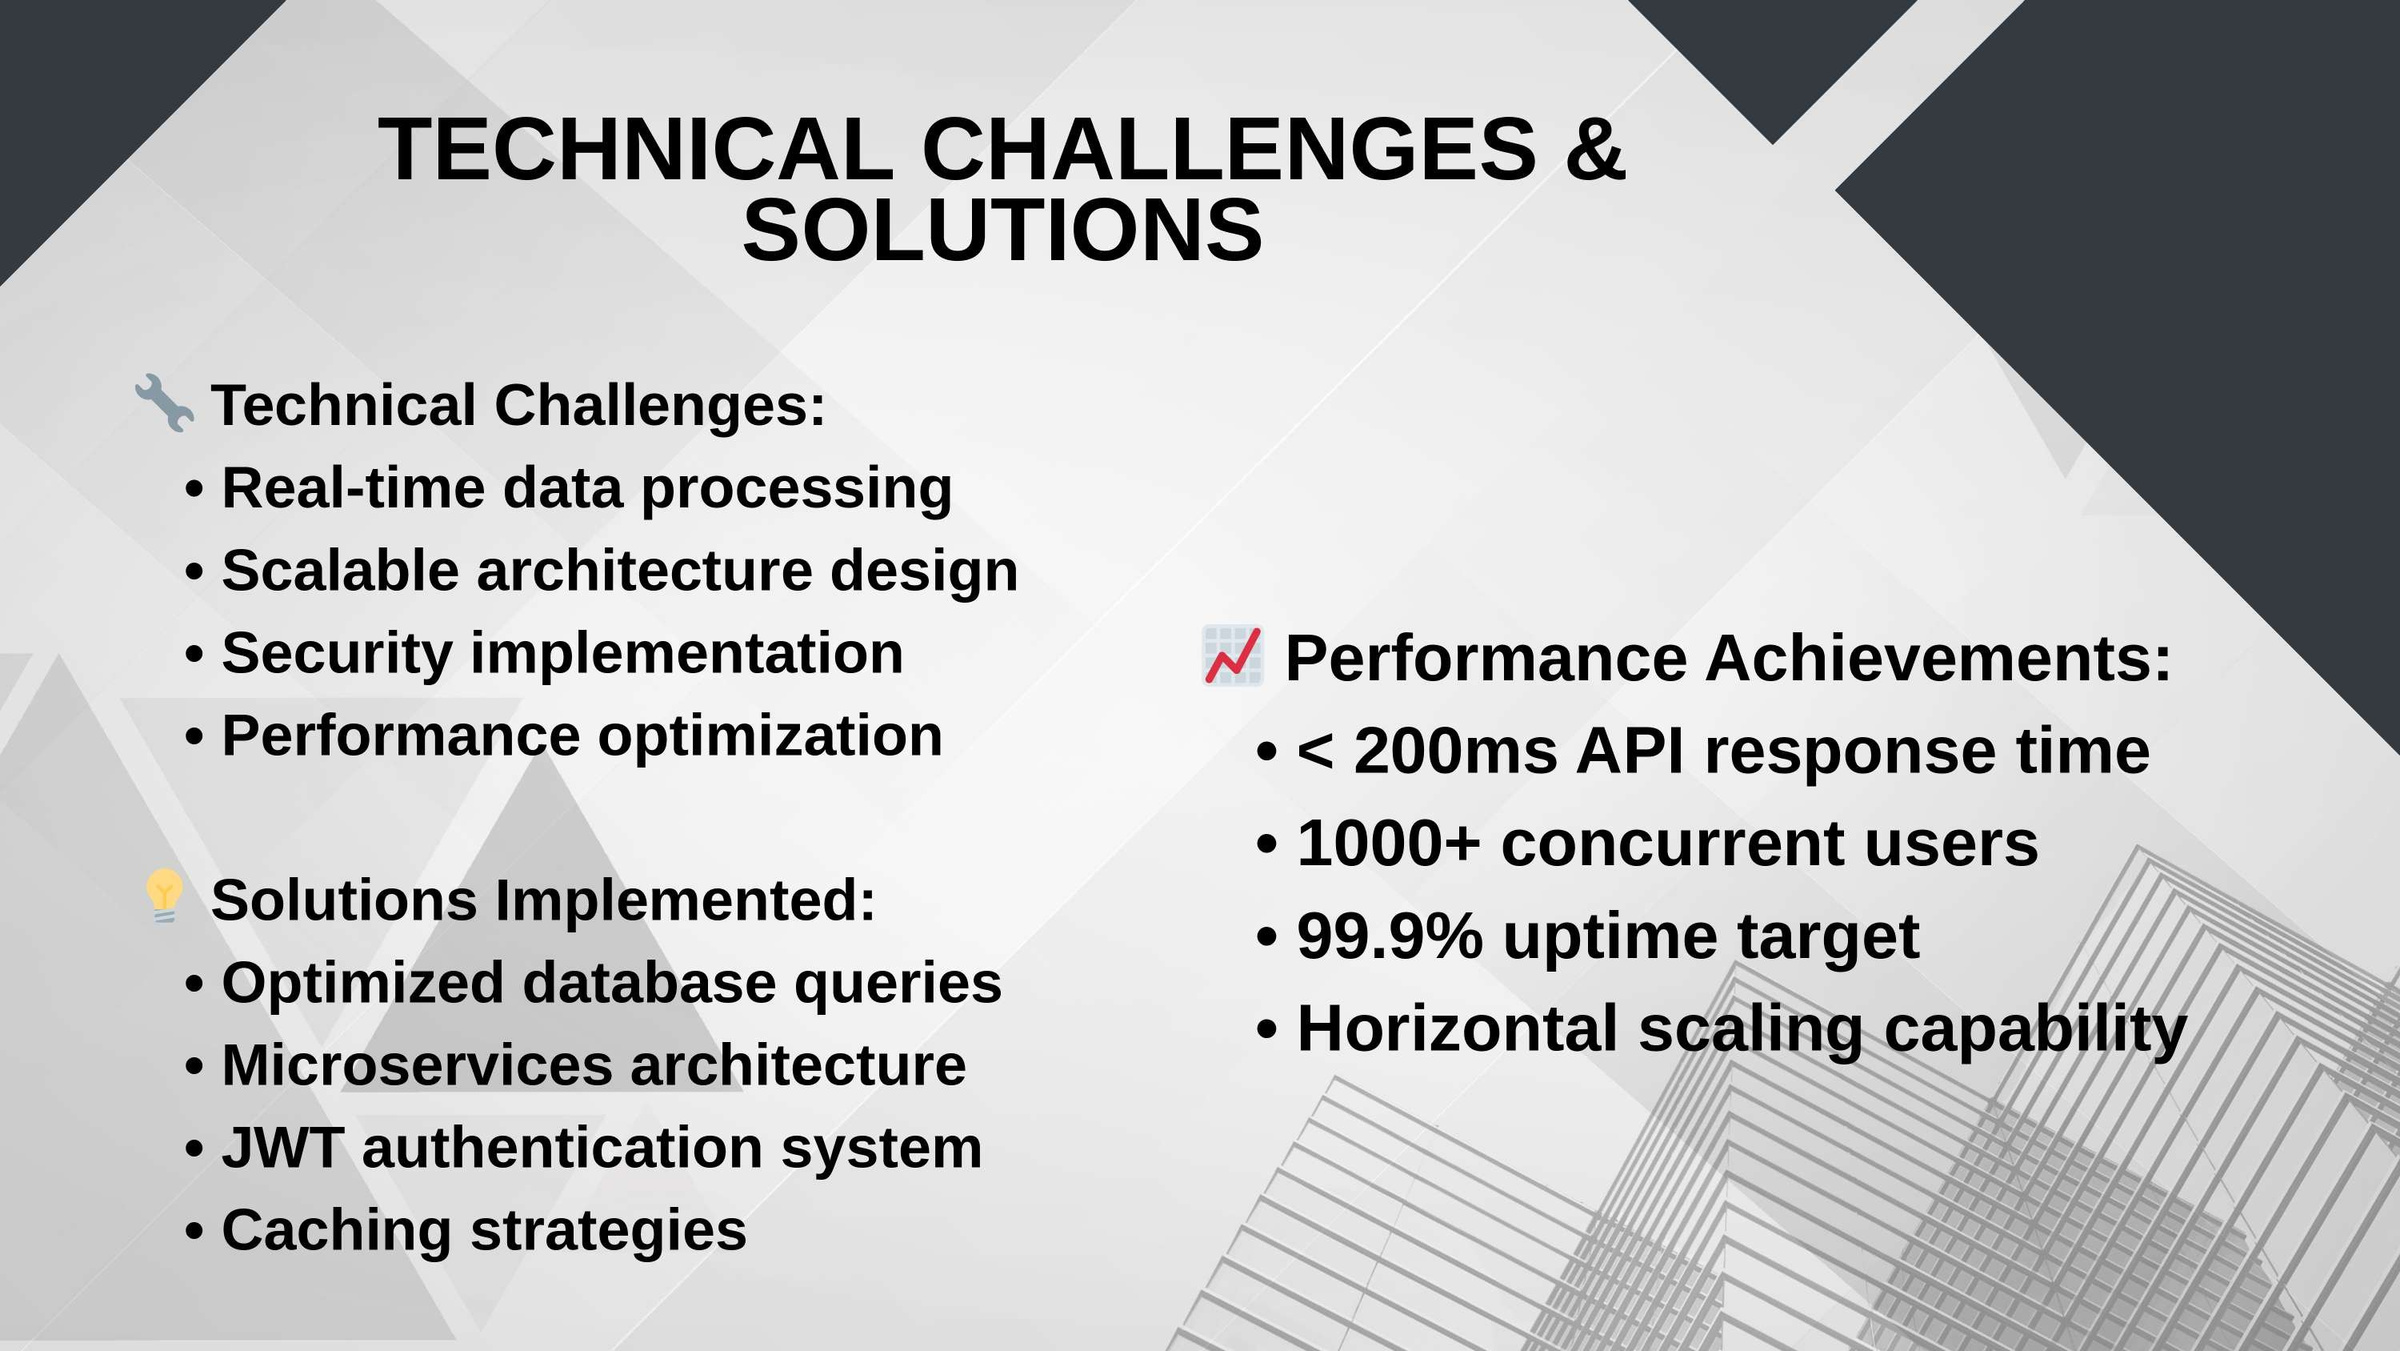 TECHNICAL CHALLENGES &
SOLUTIONS
🔧 Technical Challenges:
• Real-time data processing
• Scalable architecture design
• Security implementation
• Performance optimization
💡 Solutions Implemented:
• Optimized database queries
• Microservices architecture
• JWT authentication system
• Caching strategies
📈 Performance Achievements:
• < 200ms API response time
• 1000+ concurrent users
• 99.9% uptime target
• Horizontal scaling capability